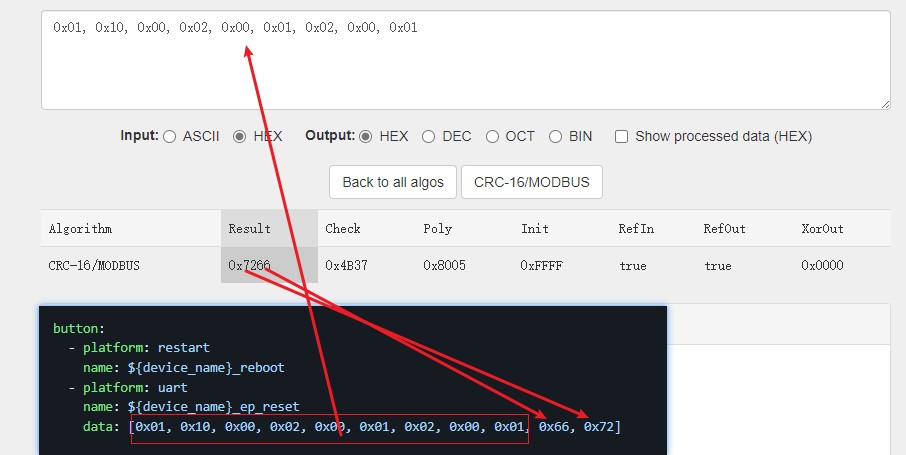 0x01, 0x10, 0x00, 0x02, 0x00, 0x01, 0x02, 0x00, 0x01
Input: ASCII HEX Output: HEX DEC OCT BIN Show processed data (HEX)
Back to all algos CRC-16/MODBUS
Algorithm Result Check Poly Init RefIn RefOut XorOut
CRC-16/MODBUS 0x7266 0x4B37 0x8005 0xFFFF true true 0x0000
button:
- platform: restart
name: ${device_name}_reboot
- platform: uart
name: ${device_name}_ep_reset
data: [0x01, 0x10, 0x00, 0x02, 0x00, 0x01, 0x02, 0x00, 0x01, 0x66, 0x72]